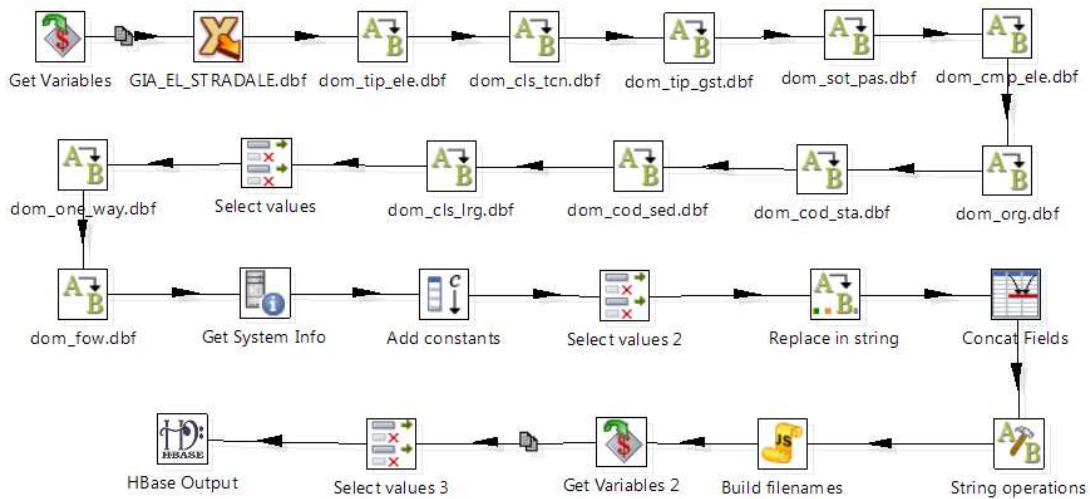 Get Variables
GIA_EL_STRADALE.dbf
dom_tip_ele.dbf
dom_cls_tcn.dbf
dom_tip_gst.dbf
dom_sot_pas.dbf
dom_cmp_ele.dbf
dom_one_way.dbf
Select values
dom_cls_lrg.dbf
dom_cod_sed.dbf
dom_cod_sta.dbf
dom_org.dbf
dom_fow.dbf
Get System Info
Add constants
Select values 2
Replace in string
Concat Fields
HBase Output
Select values 3
Get Variables 2
Build filenames
String operations